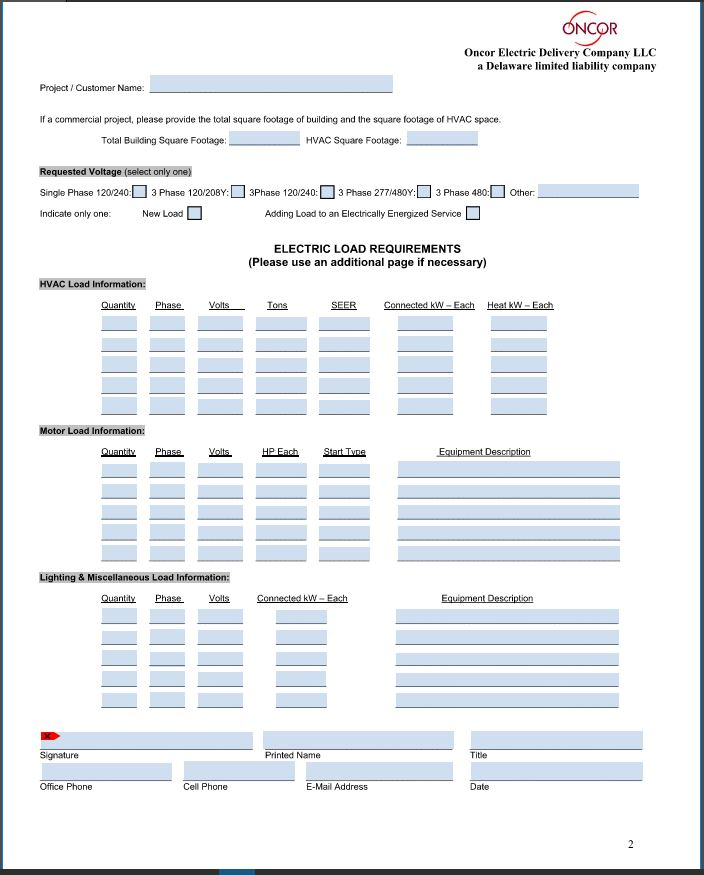 ONCOR
Oncor Electric Delivery Company LLC
a Delaware limited liability company
Project / Customer Name:
If a commercial project, please provide the total square footage of building and the square footage of HVAC space.
Total Building Square Footage: HVAC Square Footage:
Requested Voltage (select only one)
Single Phase 120/240: 3 Phase 120/208Y: 3Phase 120/240: 3 Phase 277/480Y: 3 Phase 480: Other:
Indicate only one: New Load Adding Load to an Electrically Energized Service
ELECTRIC LOAD REQUIREMENTS
(Please use an additional page if necessary)
HVAC Load Information:
Quantity Phase Volts Tons SEER Connected kW – Each Heat kW – Each
Motor Load Information:
Quantity Phase Volts HP Each Start Type Equipment Description
Lighting & Miscellaneous Load Information:
Quantity Phase Volts Connected kW – Each Equipment Description
Signature Printed Name Title
Office Phone Cell Phone E-Mail Address Date
2